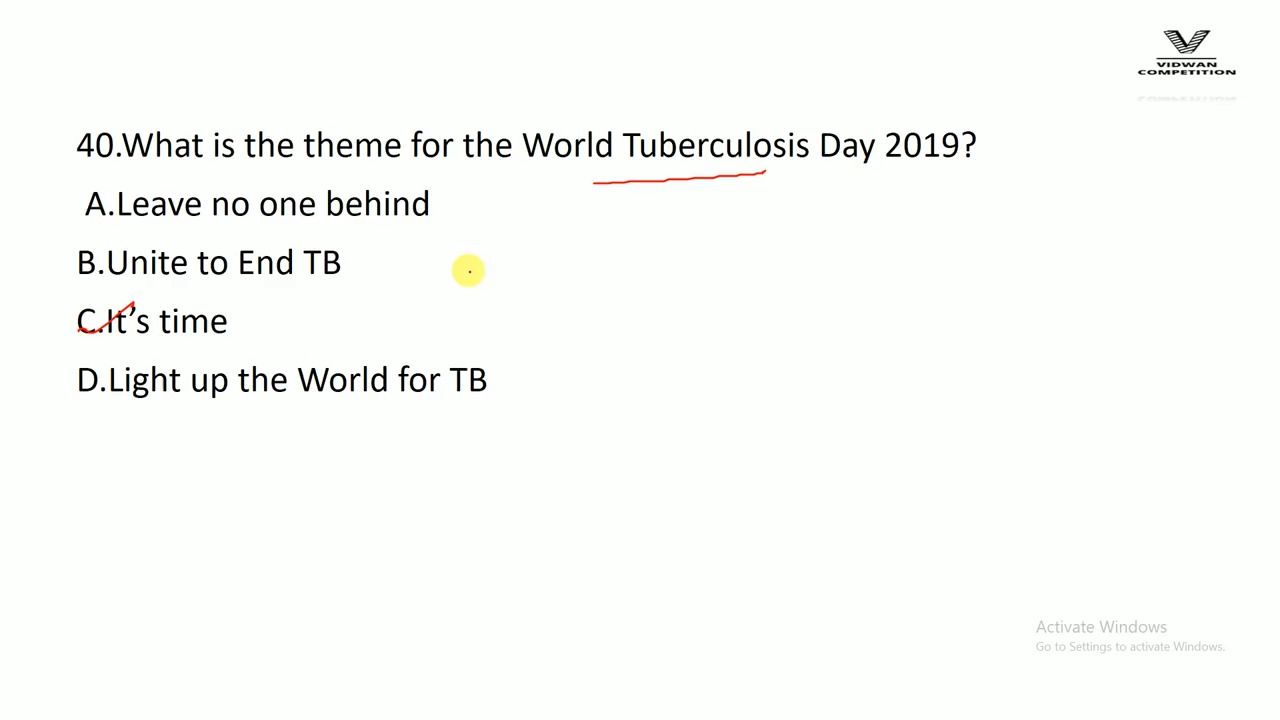 VIDWAN
COMPETITION
40.What is the theme for the World Tuberculosis Day 2019?
A.Leave no one behind
B.Unite to End TB
C.It’s time
D.Light up the World for TB
Activate Windows
Go to Settings to activate Windows.